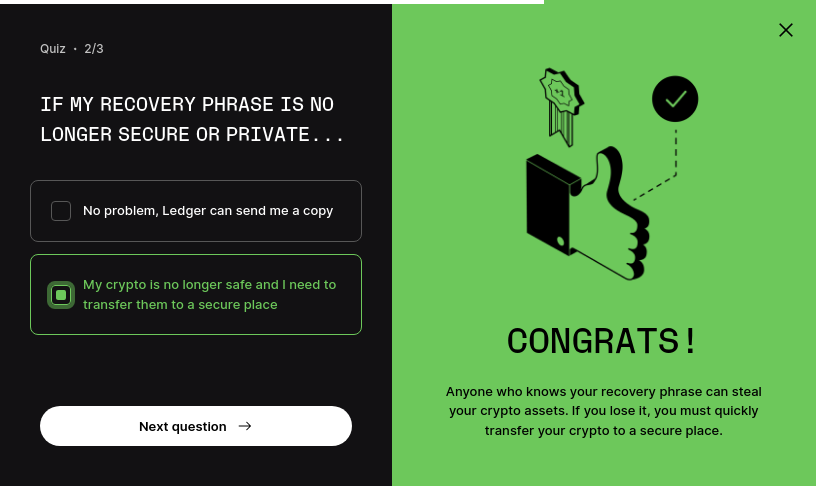 Quiz • 2/3
IF MY RECOVERY PHRASE IS NO
LONGER SECURE OR PRIVATE...
No problem, Ledger can send me a copy
My crypto is no longer safe and I need to
transfer them to a secure place
Next question →
CONGRATS!
Anyone who knows your recovery phrase can steal
your crypto assets. If you lose it, you must quickly
transfer your crypto to a secure place.